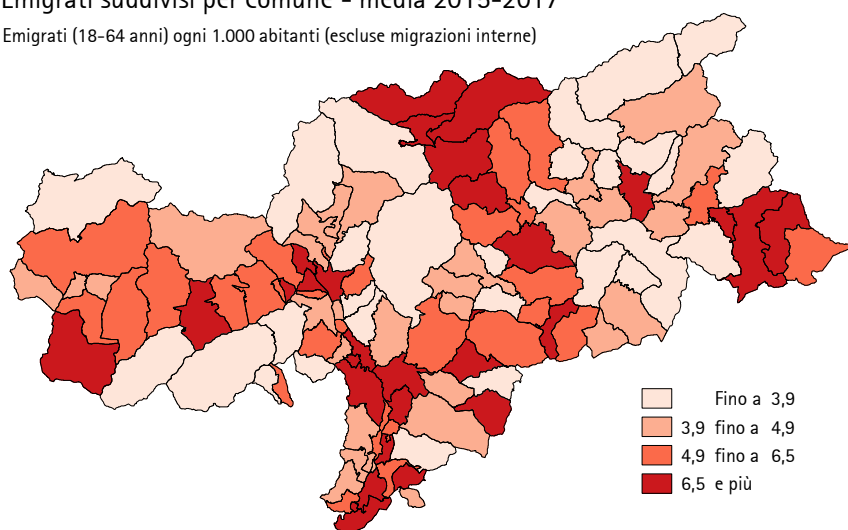 Emigrati suddivisi per comune - media 2015-2017
Emigrati (18-64 anni) ogni 1.000 abitanti (escluse migrazioni interne)
Fino a 3,9
3,9 fino a 4,9
4,9 fino a 6,5
6,5 e più